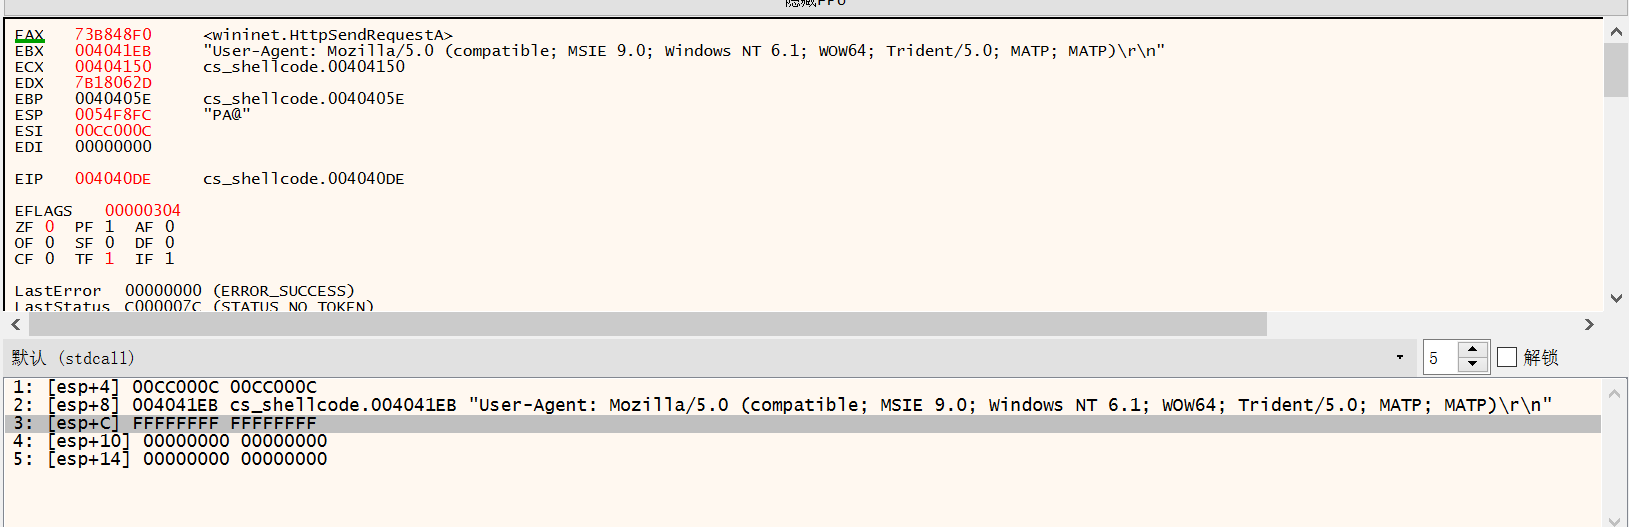 隐藏FPU
EAX 73B848F0 <wininet.HttpSendRequestA>
EBX 004041EB "User-Agent: Mozilla/5.0 (compatible; MSIE 9.0; Windows NT 6.1; WOW64; Trident/5.0; MATP; MATP)\r\n"
ECX 00404150 cs_shellcode.00404150
EDX 7B18062D
EBP 0040405E cs_shellcode.0040405E
ESP 0054F8FC "PA@"
ESI 00CC000C
EDI 00000000
EIP 004040DE cs_shellcode.004040DE
EFLAGS 00000304
ZF 0 PF 1 AF 0
OF 0 SF 0 DF 0
CF 0 TF 1 IF 1
LastError 00000000 (ERROR_SUCCESS)
LastStatus C000007C (STATUS_NO_TOKEN)
默认 (stdcall) 5 解锁
1: [esp+4] 00CC000C 00CC000C
2: [esp+8] 004041EB cs_shellcode.004041EB "User-Agent: Mozilla/5.0 (compatible; MSIE 9.0; Windows NT 6.1; WOW64; Trident/5.0; MATP; MATP)\r\n"
3: [esp+C] FFFFFFFF FFFFFFFF
4: [esp+10] 00000000 00000000
5: [esp+14] 00000000 00000000